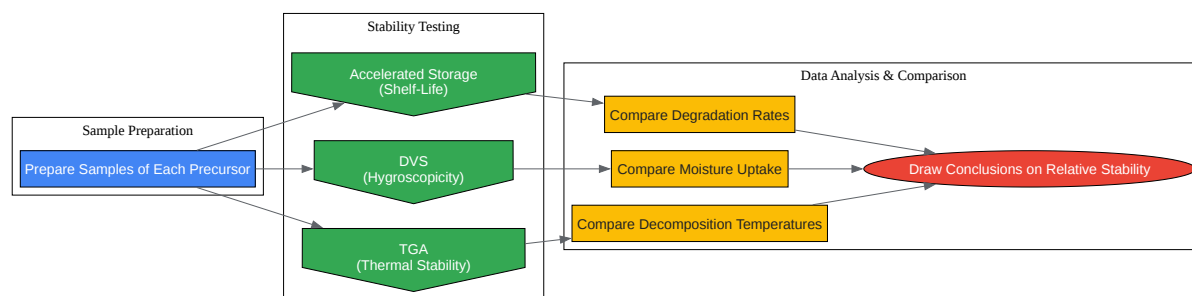 Sample Preparation
Prepare Samples of Each Precursor
Stability Testing
Accelerated Storage
(Shelf-Life)
DVS
(Hygroscopicity)
TGA
(Thermal Stability)
Data Analysis & Comparison
Compare Degradation Rates
Compare Moisture Uptake
Compare Decomposition Temperatures
Draw Conclusions on Relative Stability